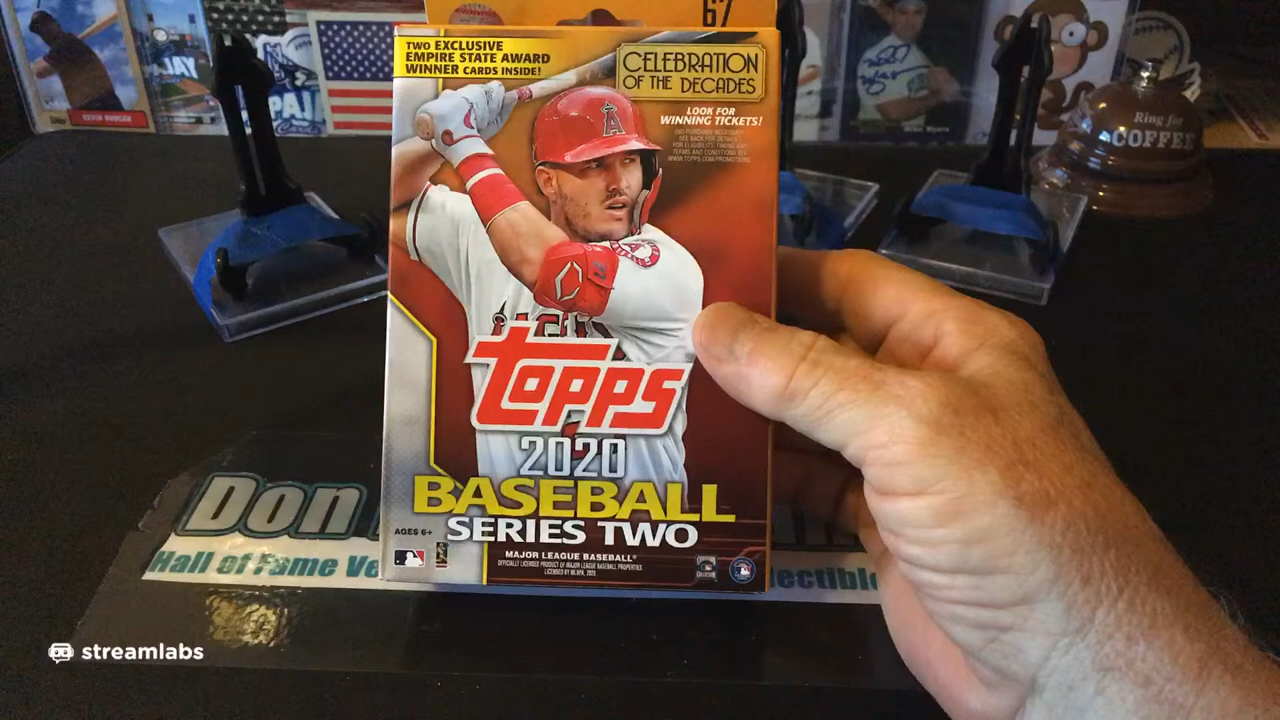 67
TWO EXCLUSIVE
EMPIRE STATE AWARD
WINNER CARDS INSIDE!
CELEBRATION
OF THE DECADES
LOOK FOR
WINNING TICKETS!
NO PURCHASE NECESSARY.
SEE BACK FOR DETAILS
FOR ELIGIBILITY, TIMING AND
TERMS AND CONDITIONS SEE
WWW.TOPPS.COM/PROMOTIONS
A
TOPPS
2020
BASEBALL
SERIES TWO
AGES 6+
MAJOR LEAGUE BASEBALL®
OFFICIALLY LICENSED PRODUCT OF MAJOR LEAGUE BASEBALL PROPERTIES
LICENSED BY MLBPA, 2020
Ring for
COFFEE
Don
Hall of Fame Ve
streamlabs